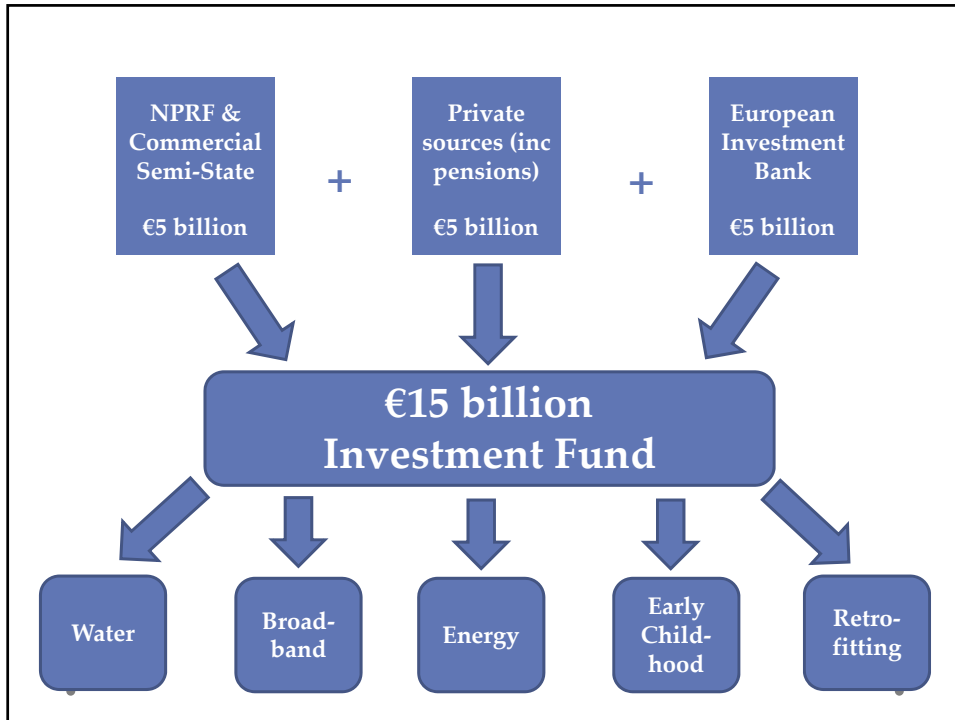 NPRF &
Commercial
Semi-State
€5 billion
+
Private
sources (inc
pensions)
€5 billion
+
European
Investment
Bank
€5 billion
€15 billion
Investment Fund
Water
Broad-
band
Energy
Early
Child-
hood
Retro-
fitting